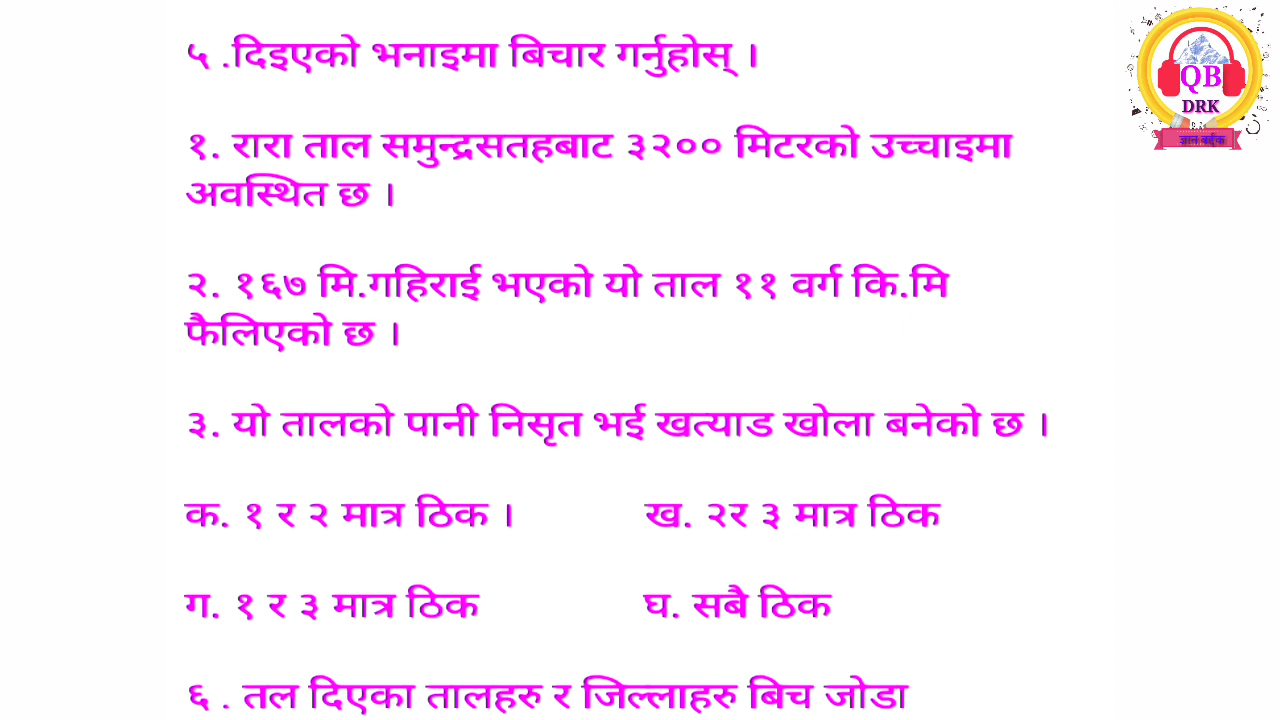 ५ .दिइएको भनाइमा बिचार गर्नुहोस् ।
१. रारा ताल समुन्द्रसतहबाट ३२०० मिटरको उच्चाइमा
अवस्थित छ ।
२. १६७ मि.गहिराई भएको यो ताल ११ वर्ग कि.मि
फैलिएको छ ।
३. यो तालको पानी निसृत भई खत्याड खोला बनेको छ ।
क. १ र २ मात्र ठिक ।    ख. २र ३ मात्र ठिक
ग. १ र ३ मात्र ठिक    घ. सबै ठिक
६ . तल दिएका तालहरु र जिल्लाहरु बिच जोडा
QB
DRK